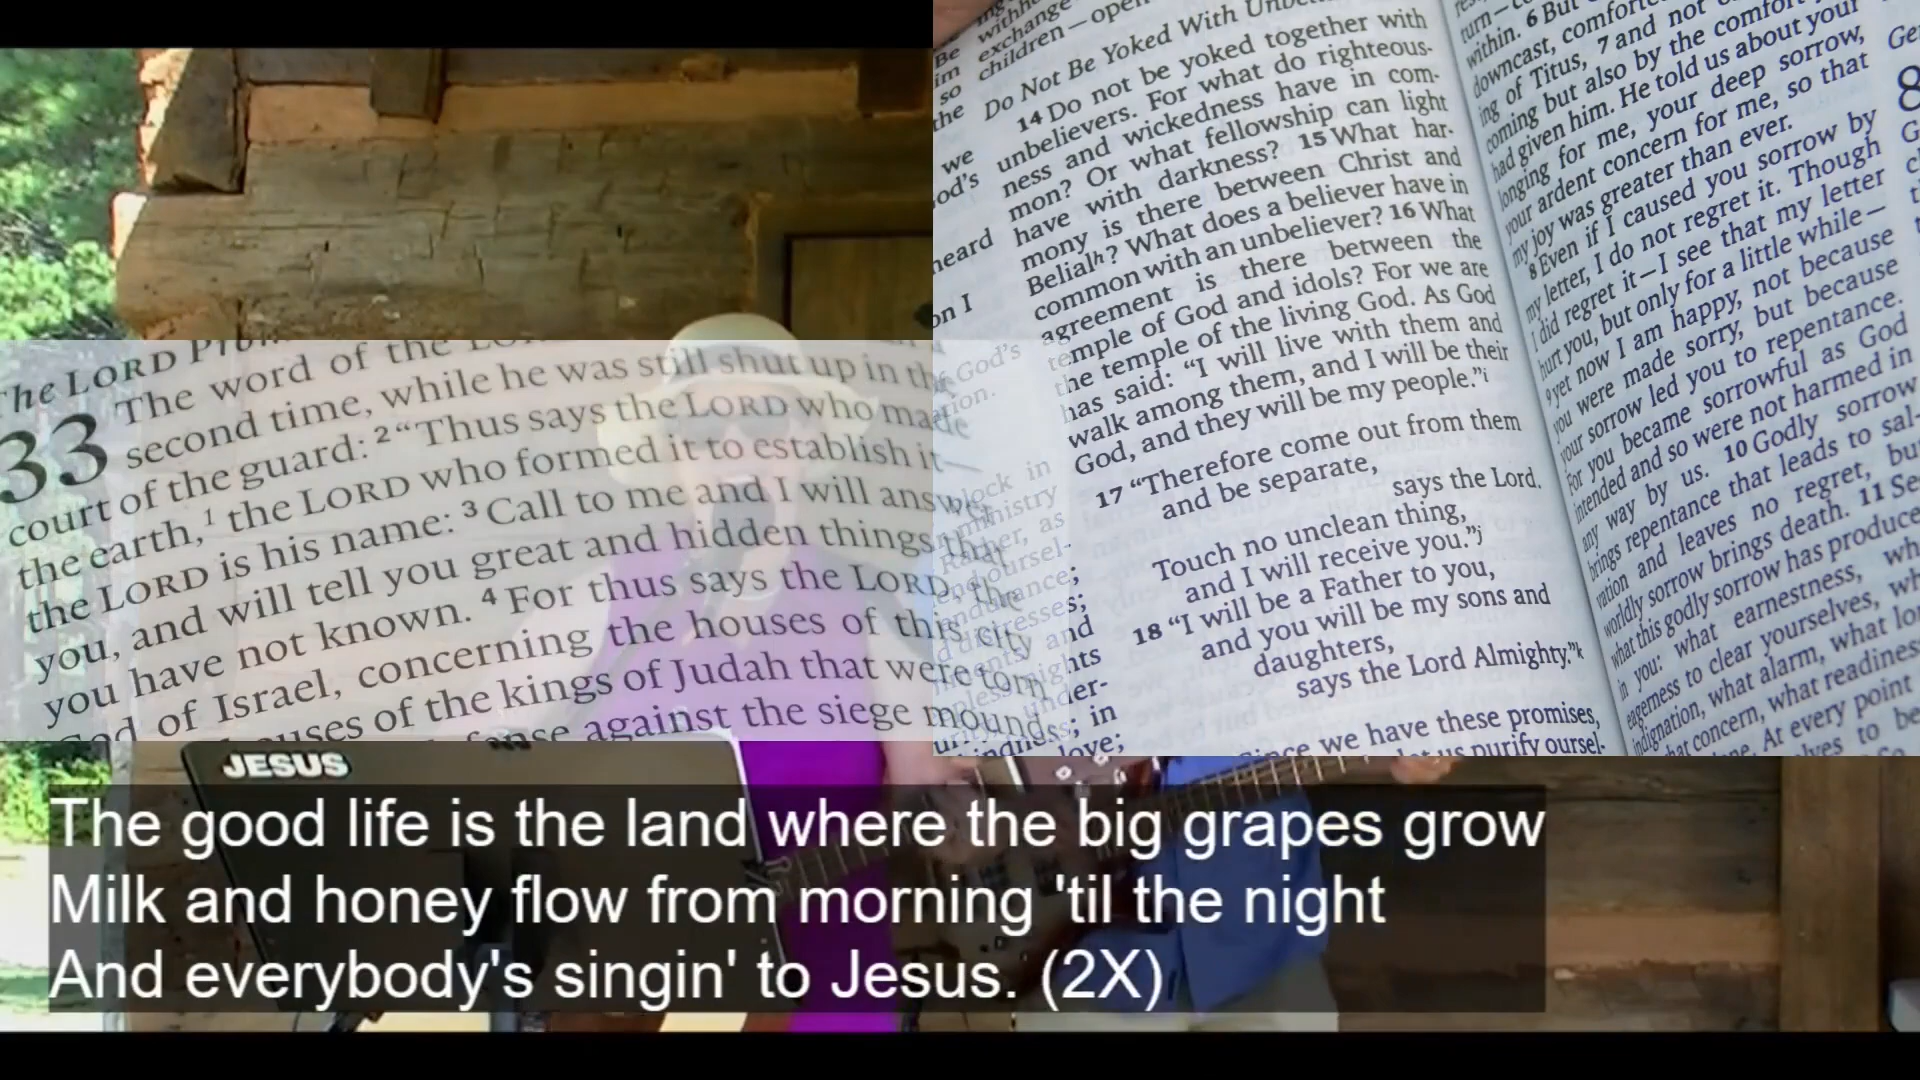 The LORD
33 The word of the
second time, while he was still shut up in
court of the guard: 2 “Thus says the LORD who made
the earth,1 the LORD who formed it to establish it—
the LORD is his name: 3 Call to me and I will answer
you, and will tell you great and hidden things
you have not known. 4 For thus says the LORD, the
God of Israel, concerning the houses of this city and
houses of the kings of Judah that were torn
against the siege mounds
exchange
children—open
we
heard
Do Not Be Yoked With
14 Do not be yoked together with
unbelievers. For what do righteous-
ness and wickedness have in com-
mon? Or what fellowship can light
have with darkness? 15 What har-
mony is there between Christ and
Belialh? What does a believer have in
common with an unbeliever? 16 What
agreement is there between the
temple of God and idols? For we are
the temple of the living God. As God
has said: “I will live with them and
walk among them, and I will be their
God, and they will be my people.”i
17 “Therefore come out from them
and be separate,
says the Lord.
Touch no unclean thing,
and I will receive you.”j
18 “I will be a Father to you,
and you will be my sons and
daughters,
says the Lord Almighty.”k
we have these promises,
us purify oursel-
within. 6 But
downcast, comforted
coming of Titus, 7 and not
coming but also by the comfort
had given him. He told us about your
longing for me, your deep sorrow,
your ardent concern for me, so that
my joy was greater than ever.
8 Even if I caused you sorrow by
my letter, I do not regret it. Though
I did regret it—I see that my letter
hurt you, but only for a little while—
9 yet now I am happy, not because
you were made sorry, but because
your sorrow led you to repentance.
For you became sorrowful as God
intended and so were not harmed in
any way by us. 10 Godly sorrow
brings repentance that leads to sal-
vation and leaves no regret, but
worldly sorrow brings death. 11 See
what this godly sorrow has produced
in you: what earnestness, what
eagerness to clear yourselves, what
indignation, what alarm, what longing
what concern, what readiness
At every point
JESUS
The good life is the land where the big grapes grow
Milk and honey flow from morning 'til the night
And everybody's singin' to Jesus. (2X)